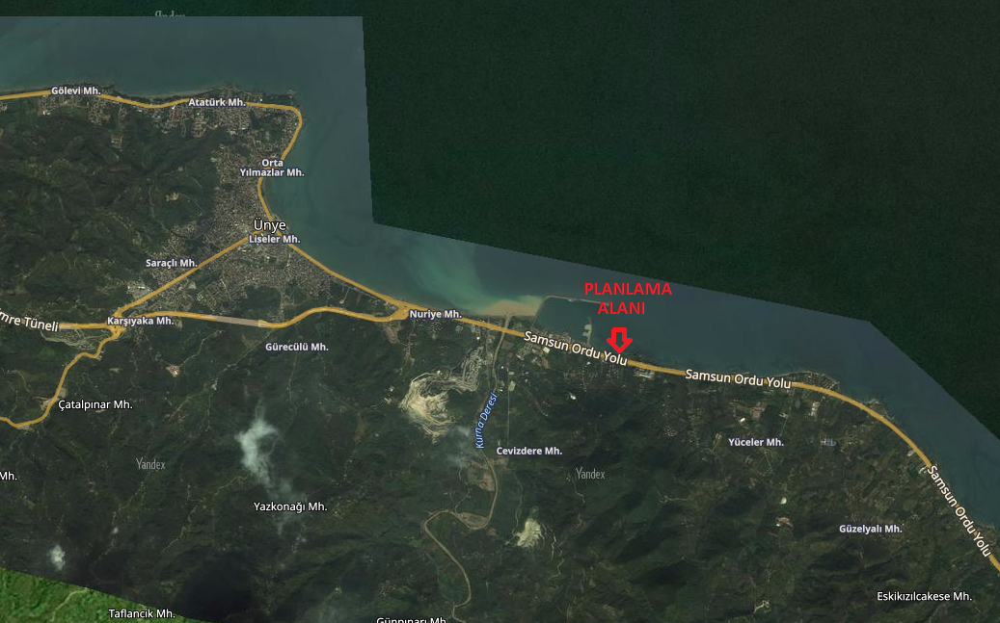 Yandex
Gölevi Mh.
Atatürk Mh.
Orta
Yılmazlar Mh.
Ünye
Liseler Mh.
Saraçlı Mh.
PLANLAMA
ALANI
Nuriye Mh.
Karşıyaka Mh.
mre Tüneli
Gürecülü Mh.
Samsun Ordu Yolu
Samsun Ordu Yolu
Çatalpınar Mh.
Kurna Deresi
Cevizdere Mh.
Yüceler Mh.
Yandex
Yandex
Mh.
Yazkonağı Mh.
Samsun Ordu Yolu
Güzelyalı Mh.
Eskikızılcakese Mh.
Taflancık Mh.
Günpınarı Mh.